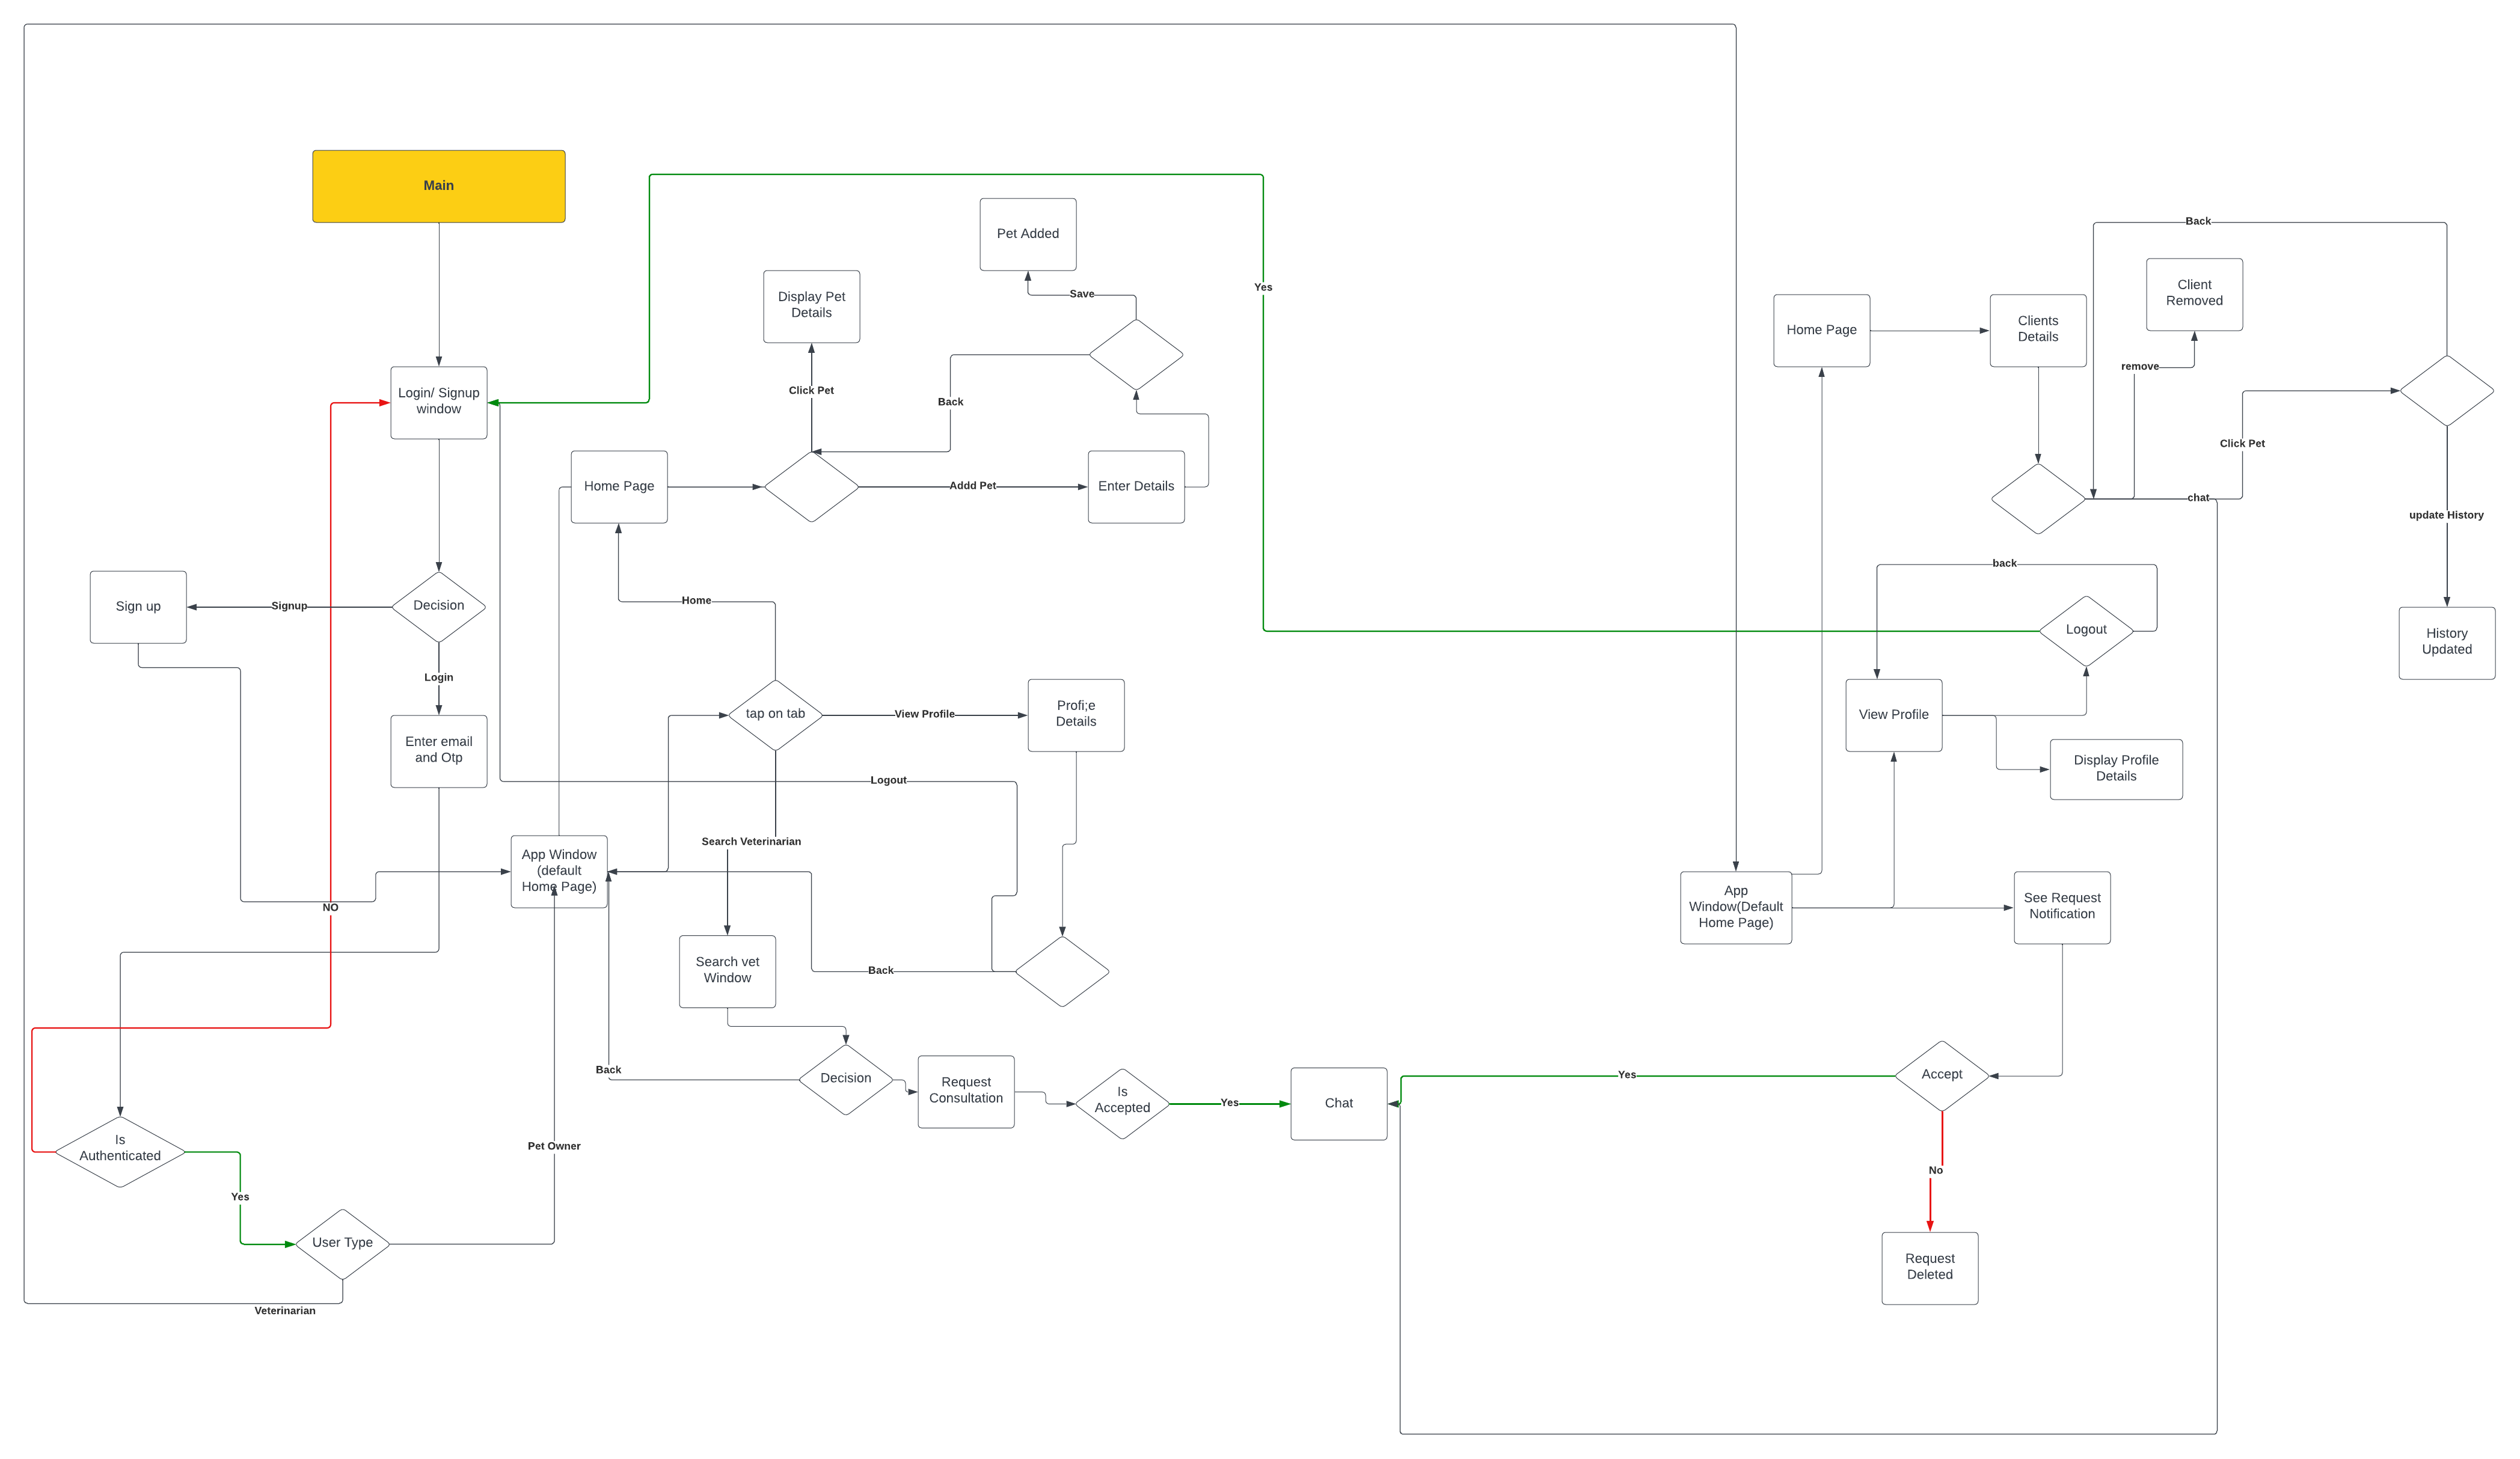 Main
Yes
Pet Added
Save
Display Pet
Details
Click Pet
Back
Login/ Signup
window
Home Page
Addd Pet
Enter Details
Sign up
Signup
Decision
Home
Login
Enter email
and Otp
tap on tab
View Profile
Profi;e
Details
Logout
Search Veterinarian
App Window
(default
Home Page)
NO
Search vet
Window
Back
Back
Decision
Request
Consultation
Is
Accepted
Yes
Chat
Is
Authenticated
Yes
Pet Owner
User Type
Veterinarian
Back
Client
Removed
Home Page
Clients
Details
remove
Click Pet
chat
update History
back
Logout
History
Updated
View Profile
Display Profile
Details
App
Window(Default
Home Page)
See Request
Notification
Yes
Accept
No
Request
Deleted